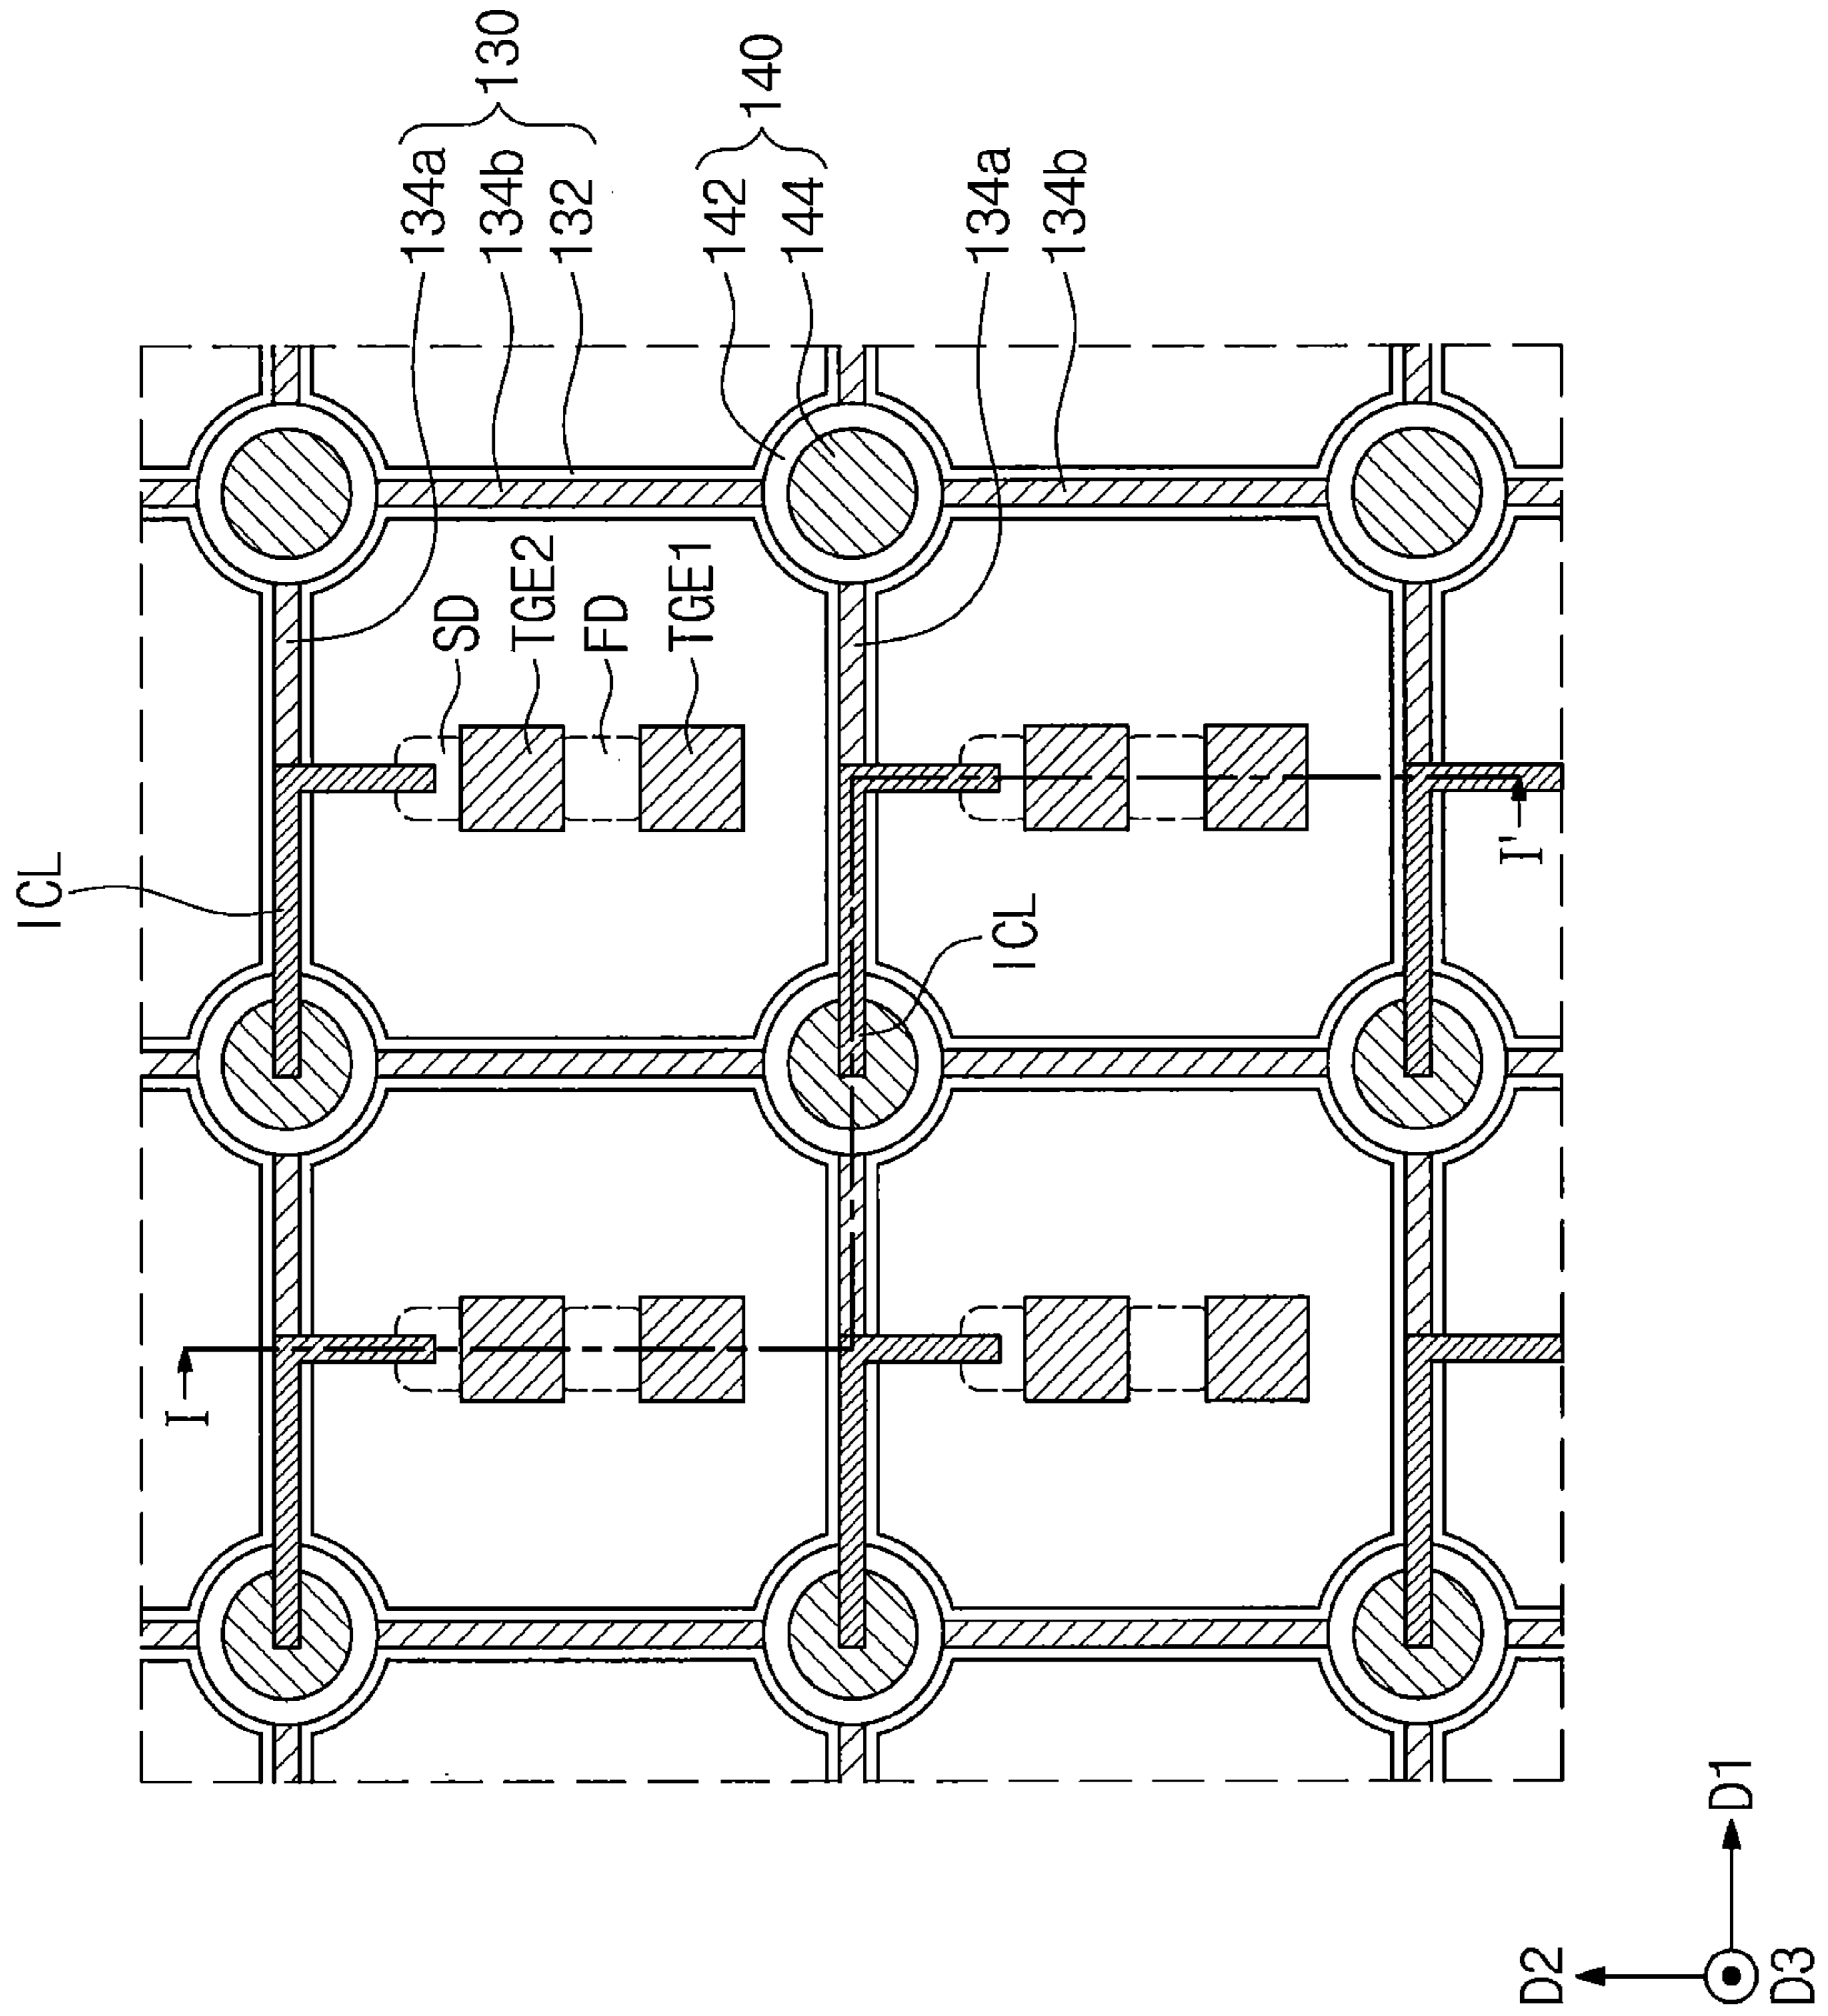 134a
134b
132
130
142
144
140
134a
134b
ICL
SD
TGE2
FD
TGE1
ICL
I
I'
D2
D1
D3